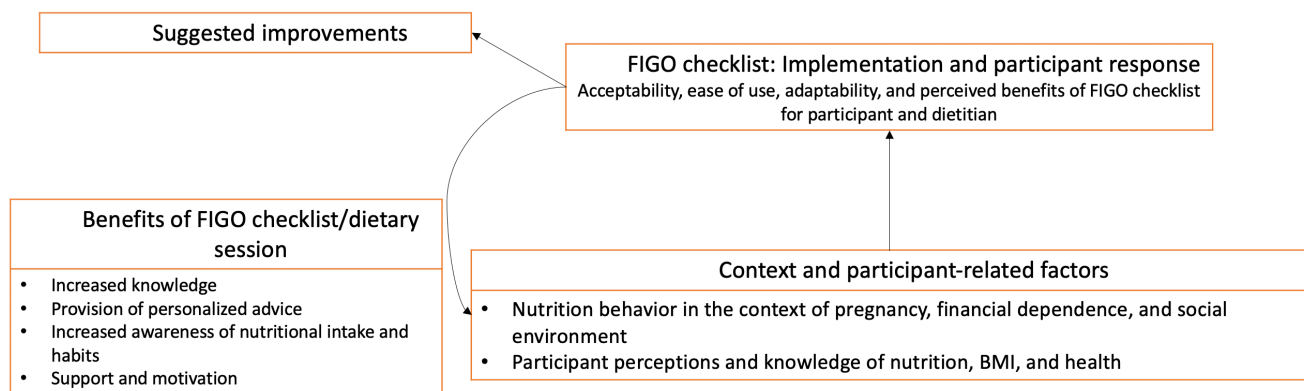 Suggested improvements
FIGO checklist: Implementation and participant response
Acceptability, ease of use, adaptability, and perceived benefits of FIGO checklist
for participant and dietitian
Benefits of FIGO checklist/dietary
session
• Increased knowledge
• Provision of personalized advice
• Increased awareness of nutritional intake and
habits
• Support and motivation
Context and participant-related factors
• Nutrition behavior in the context of pregnancy, financial dependence, and social
environment
• Participant perceptions and knowledge of nutrition, BMI, and health